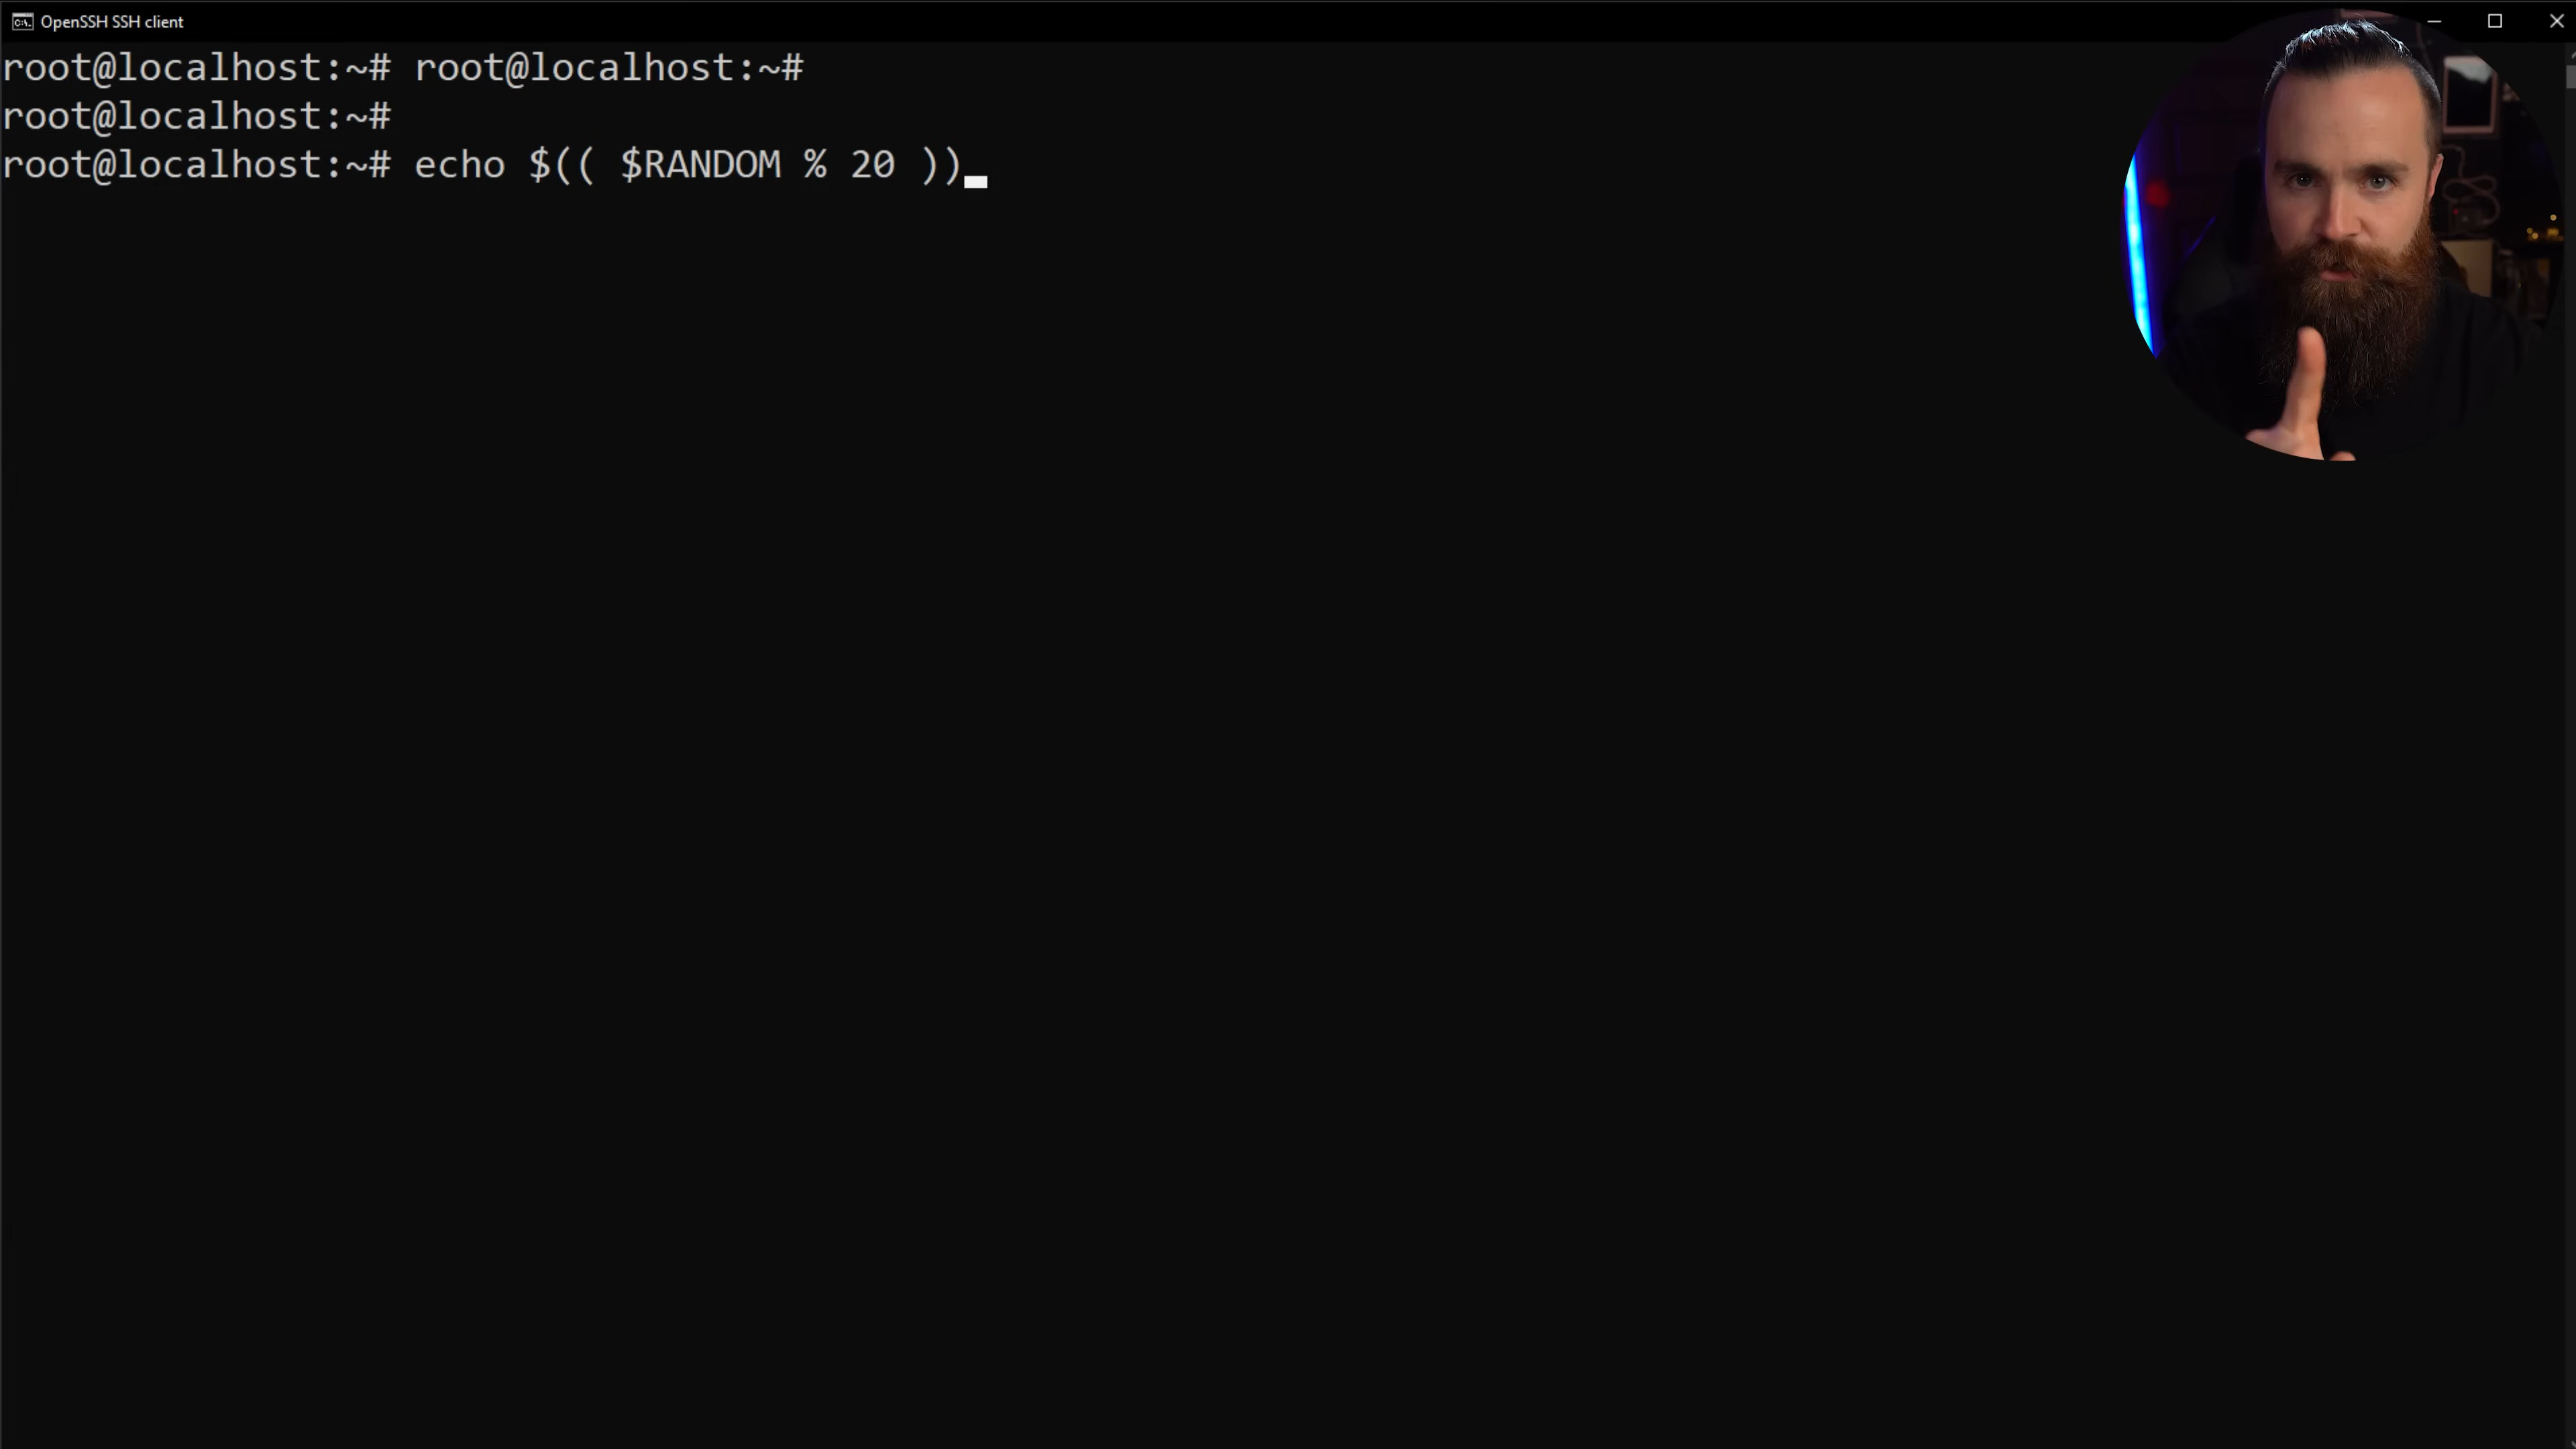 OpenSSH SSH client
root@localhost:~# root@localhost:~#
root@localhost:~#
root@localhost:~# echo $(( $RANDOM % 20 ))